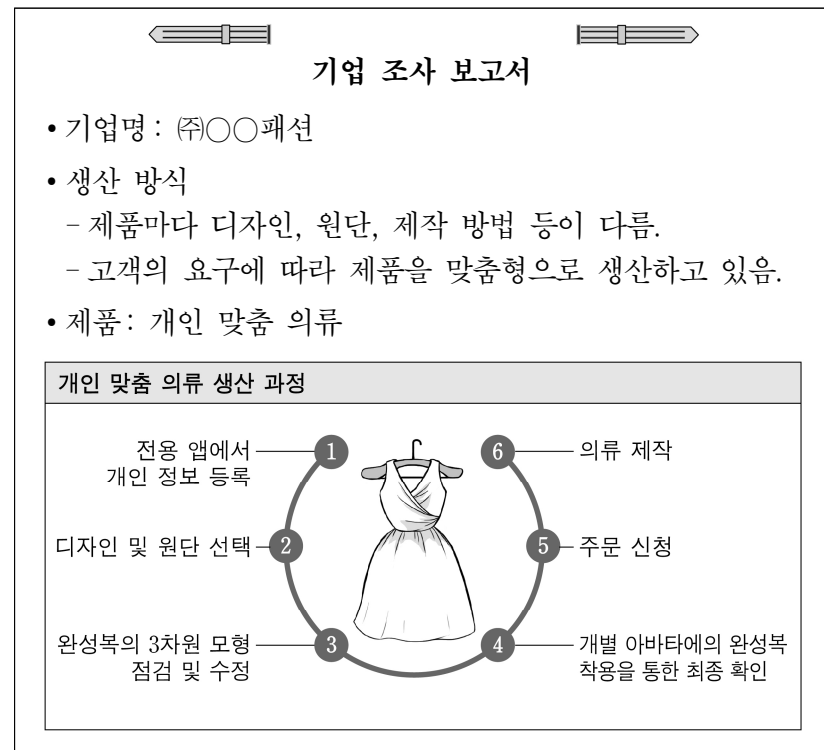 기업 조사 보고서
• 기업명: ㈜○○패션
• 생산 방식
- 제품마다 디자인, 원단, 제작 방법 등이 다름.
- 고객의 요구에 따라 제품을 맞춤형으로 생산하고 있음.
• 제품: 개인 맞춤 의류
개인 맞춤 의류 생산 과정
전용 앱에서
개인 정보 등록
1
디자인 및 원단 선택
2
완성복의 3차원 모형
점검 및 수정
3
4
개별 아바타에의 완성복
착용을 통한 최종 확인
5
주문 신청
6
의류 제작